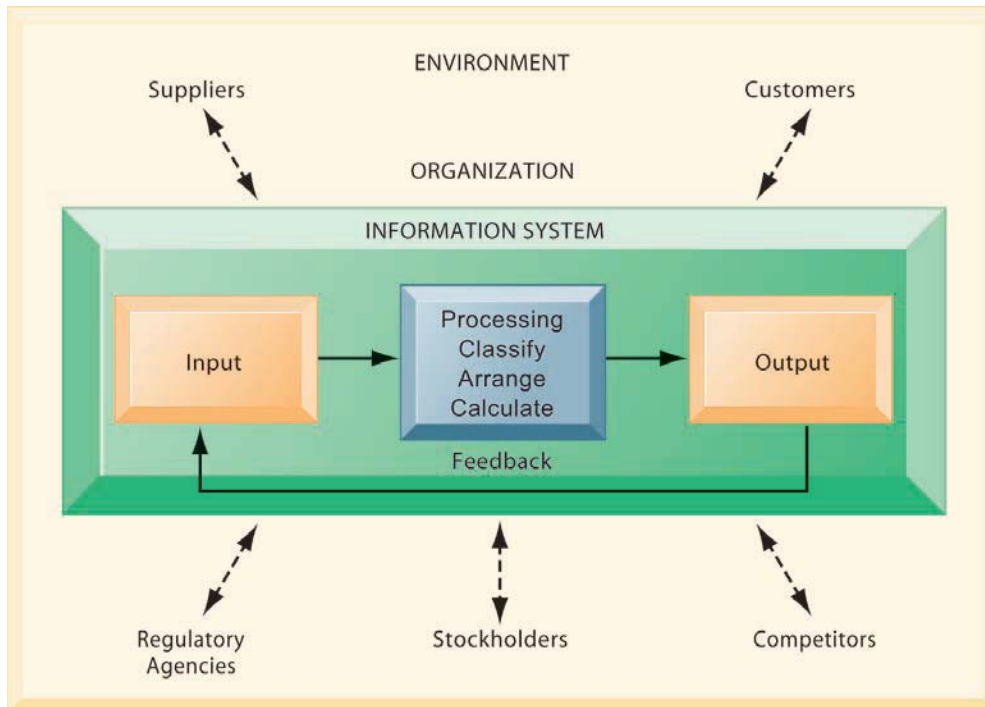 ENVIRONMENT
Suppliers
Customers
ORGANIZATION
INFORMATION SYSTEM
Input
Processing
Classify
Arrange
Calculate
Output
Feedback
Regulatory
Agencies
Stockholders
Competitors